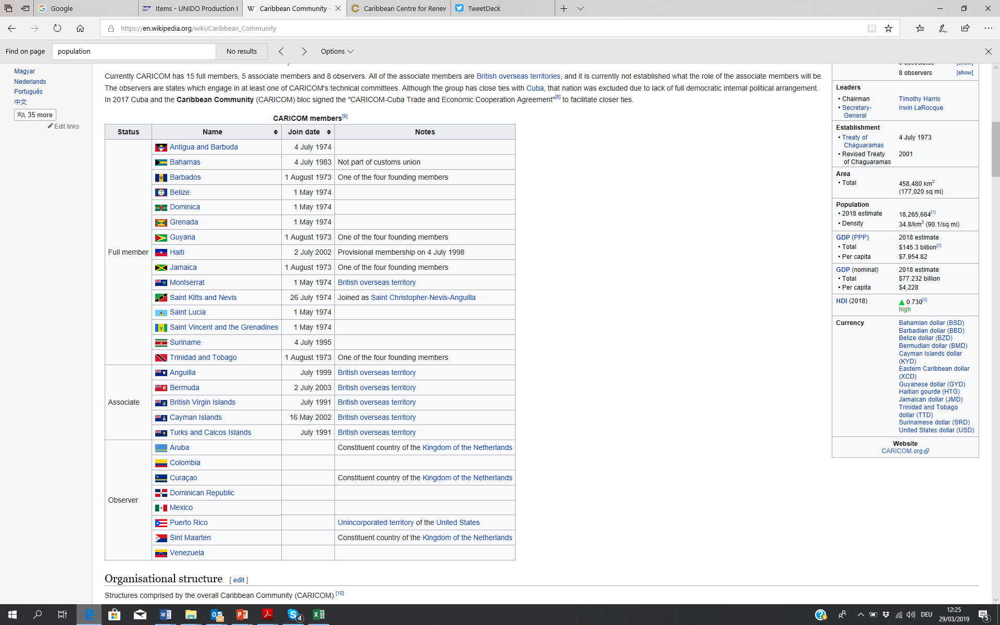 Google
Items - UNIDO Production I
Caribbean Community -
Caribbean Centre for Renew
TweetDeck
https://en.wikipedia.org/wiki/Caribbean_Community
Find on page
population
No results
Options
Magyar
Nederlands
Português
中文
35 more
Edit links
Currently CARICOM has 15 full members, 5 associate members and 8 observers. All of the associate members are British overseas territories, and it is currently not established what the role of the associate members will be.
The observers are states which engage in at least one of CARICOM's technical committees. Although the group has close ties with Cuba, that nation was excluded due to lack of full democratic internal political arrangement.
In 2017 Cuba and the Caribbean Community (CARICOM) bloc signed the "CARICOM-Cuba Trade and Economic Cooperation Agreement"[8] to facilitate closer ties.
CARICOM members[9]
Status Name Join date Notes
Full member
Antigua and Barbuda 4 July 1974
Bahamas 4 July 1983 Not part of customs union
Barbados 1 August 1973 One of the four founding members
Belize 1 May 1974
Dominica 1 May 1974
Grenada 1 May 1974
Guyana 1 August 1973 One of the four founding members
Haiti 2 July 2002 Provisional membership on 4 July 1998
Jamaica 1 August 1973 One of the four founding members
Montserrat 1 May 1974 British overseas territory
Saint Kitts and Nevis 26 July 1974 Joined as Saint Christopher-Nevis-Anguilla
Saint Lucia 1 May 1974
Saint Vincent and the Grenadines 1 May 1974
Suriname 4 July 1995
Trinidad and Tobago 1 August 1973 One of the four founding members
Associate
Anguilla July 1999 British overseas territory
Bermuda 2 July 2003 British overseas territory
British Virgin Islands July 1991 British overseas territory
Cayman Islands 16 May 2002 British overseas territory
Turks and Caicos Islands July 1991 British overseas territory
Observer
Aruba Constituent country of the Kingdom of the Netherlands
Colombia
Curaçao Constituent country of the Kingdom of the Netherlands
Dominican Republic
Mexico
Puerto Rico Unincorporated territory of the United States
Sint Maarten Constituent country of the Kingdom of the Netherlands
Venezuela
Organisational structure [ edit ]
Structures comprised by the overall Caribbean Community (CARICOM).[10]
8 observers [show]
Leaders
• Chairman Timothy Harris
• Secretary-General Irwin LaRocque
Establishment
• Treaty of Chaguaramas 4 July 1973
• Revised Treaty of Chaguaramas 2001
Area
• Total 458,480 km2
(177,020 sq mi)
Population
• 2018 estimate 18,265,664[1]
• Density 34.8/km2 (90.1/sq mi)
GDP (PPP) 2018 estimate
• Total $145.3 billion[2]
• Per capita $7,954.82
GDP (nominal) 2018 estimate
• Total $77.232 billion
• Per capita $4,228
HDI (2018) ▲ 0.730[3]
high
Currency Bahamian dollar (BSD)
Barbadian dollar (BBD)
Belize dollar (BZD)
Bermudian dollar (BMD)
Cayman Islands dollar
(KYD)
Eastern Caribbean dollar
(XCD)
Guyanese dollar (GYD)
Haitian gourde (HTG)
Jamaican dollar (JMD)
Trinidad and Tobago
dollar (TTD)
Surinamese dollar (SRD)
United States dollar (USD)
Website
CARICOM.org
4
DEU
12:25
29/03/2019
5